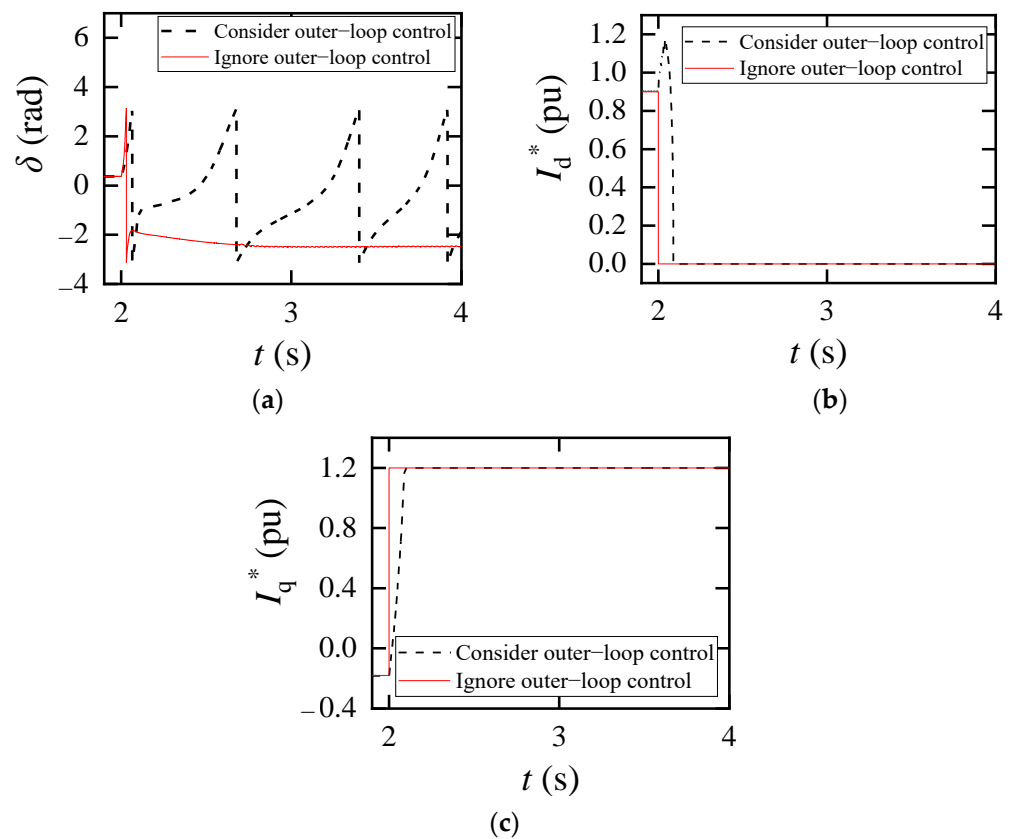 Consider outer−loop control
Ignore outer−loop control
6
4
2
0
−2
−4
δ (rad)
2
3
4
t (s)
(a)
Consider outer−loop control
Ignore outer−loop control
1.2
1.0
0.8
0.6
0.4
0.2
0.0
I_d^* (pu)
2
3
4
t (s)
(b)
1.2
0.8
0.4
0.0
−0.4
I_q^* (pu)
Consider outer−loop control
Ignore outer−loop control
2
3
4
t (s)
(c)